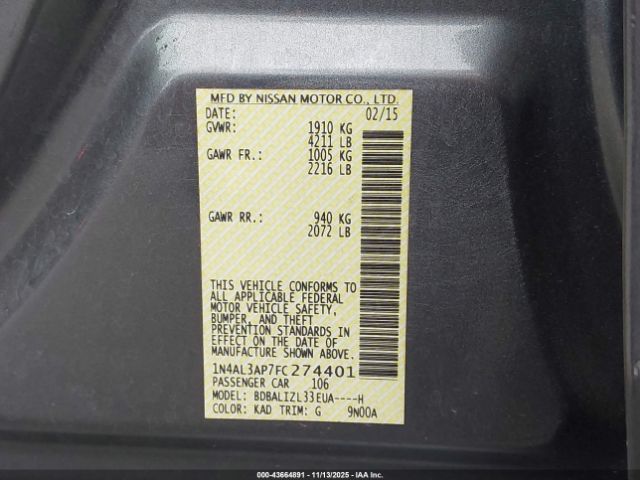 MFD BY NISSAN MOTOR CO., LTD.
DATE: 02/15
GVWR: 1910 KG
4211 LB
GAWR FR.: 1005 KG
2216 LB
GAWR RR.: 940 KG
2072 LB
THIS VEHICLE CONFORMS TO
ALL APPLICABLE FEDERAL
MOTOR VEHICLE SAFETY,
BUMPER, AND THEFT
PREVENTION STANDARDS IN
EFFECT ON THE DATE OF
MANUFACTURE SHOWN ABOVE.
1N4AL3AP7FC274401
PASSENGER CAR 106
MODEL: BDBALIZL33EUA----H
COLOR: KAD TRIM: G 9N00A
000-43664891 - 11/13/2025 - IAA Inc.